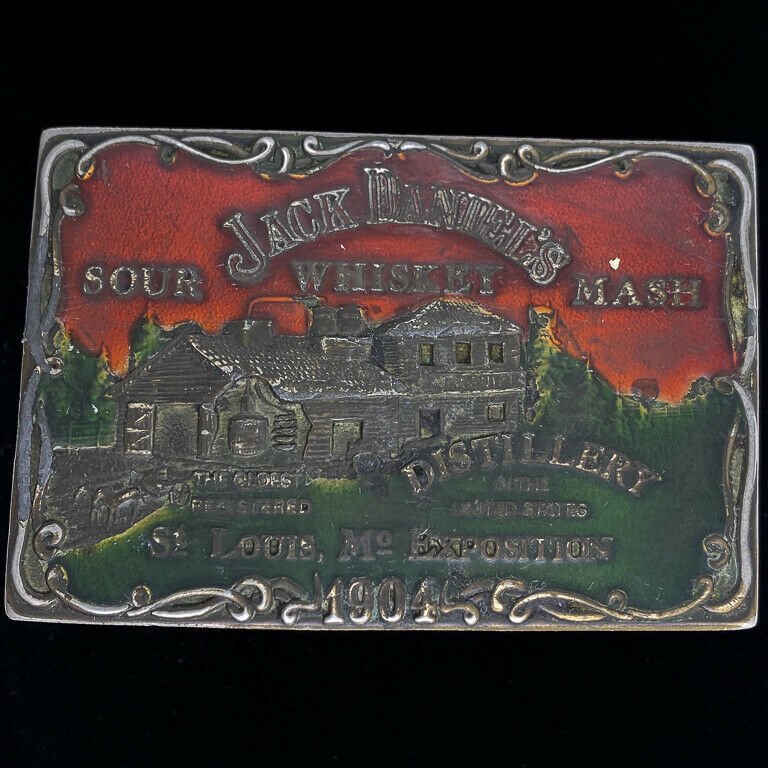 JACK DANIEL'S
SOUR WHISKEY MASH
DISTILLERY
THE OLDEST IN THE
REGISTERED UNITED STATES
St. LOUIS, Mo EXPOSITION
1904